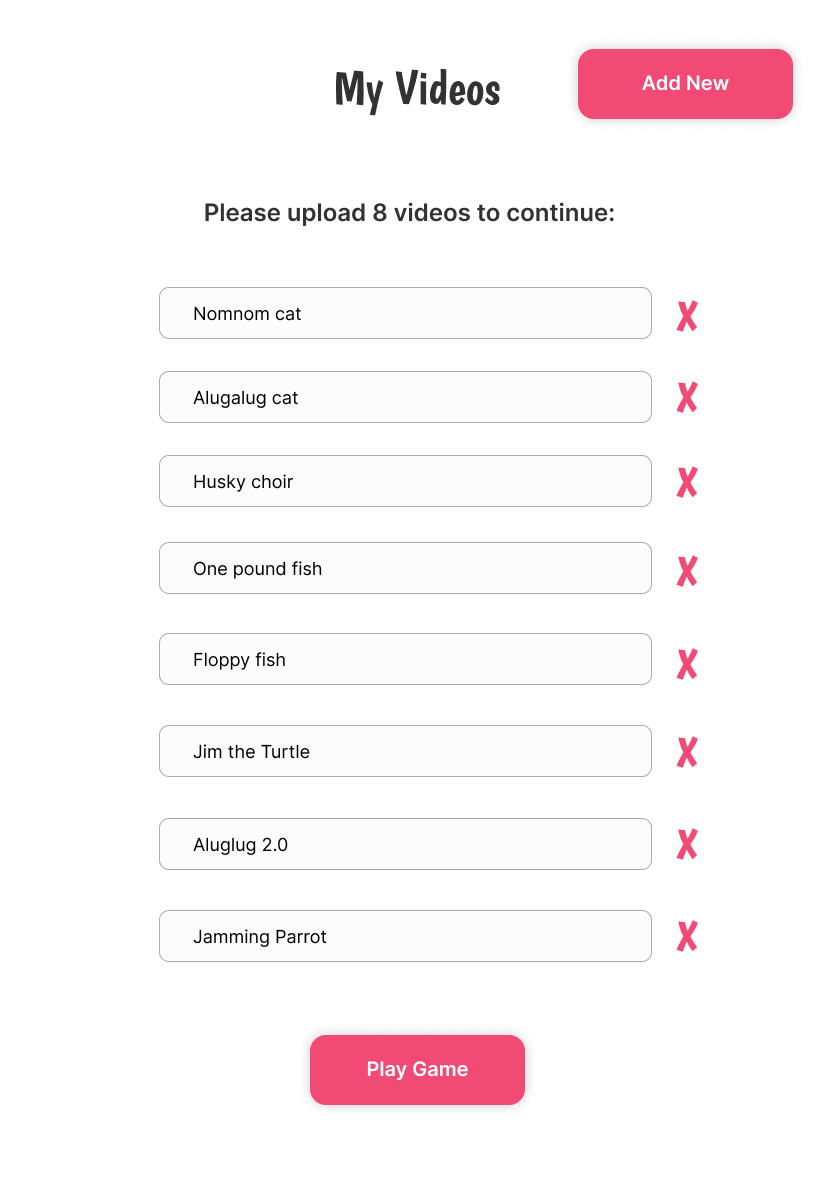 My Videos
Add New
Please upload 8 videos to continue:
Nomnom cat
X
Alugalug cat
X
Husky choir
X
One pound fish
X
Floppy fish
X
Jim the Turtle
X
Aluglug 2.0
X
Jamming Parrot
X
Play Game